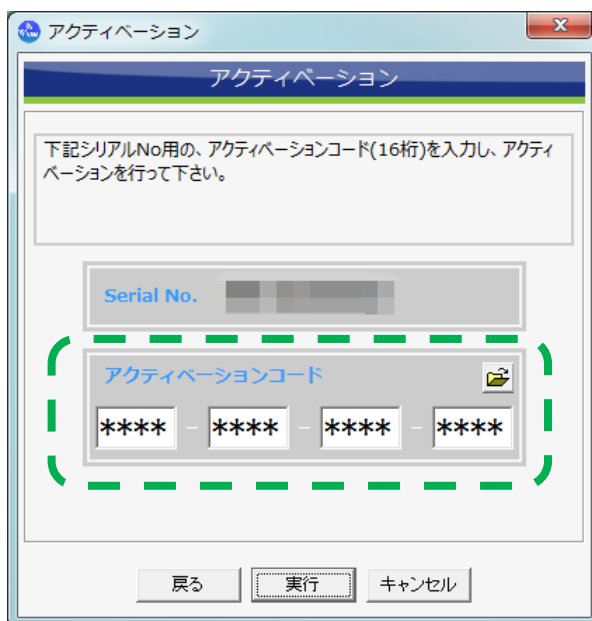 アクティベーション
アクティベーション
下記シリアルNo用の、アクティベーションコード(16桁)を入力し、アクティ
ベーションを行って下さい。
Serial No.
アクティベーションコード
**** - **** - **** - ****
戻る 実行 キャンセル